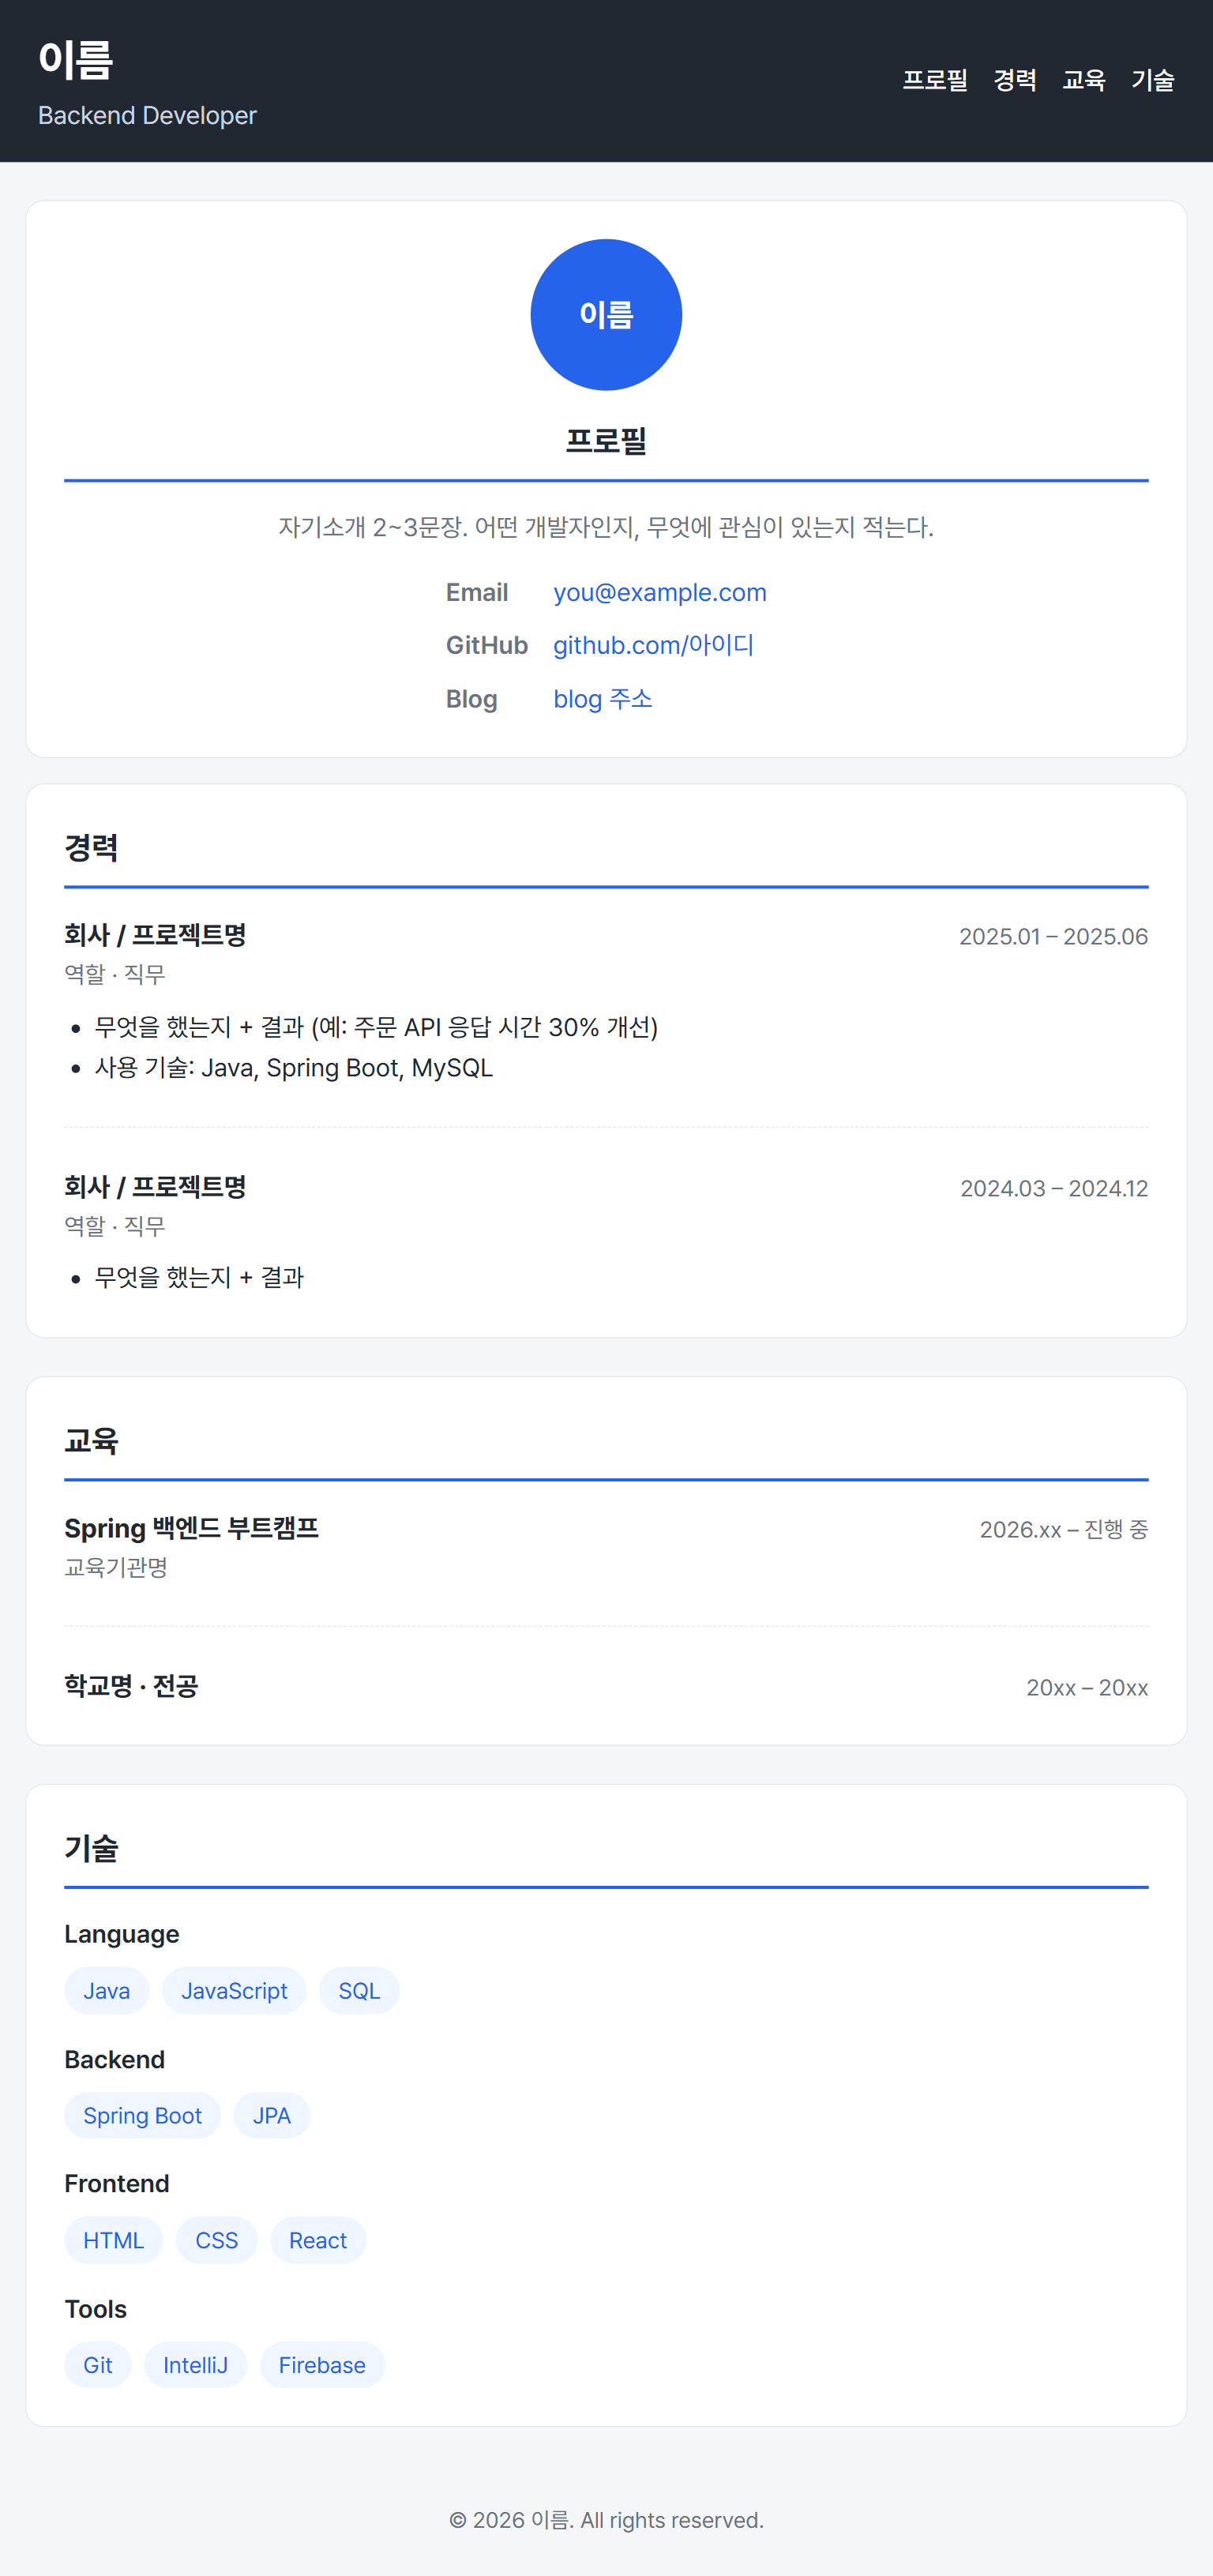 이름
Backend Developer
프로필 경력 교육 기술
이름
프로필
자기소개 2~3문장. 어떤 개발자인지, 무엇에 관심이 있는지 적는다.
Email you@example.com
GitHub github.com/아이디
Blog blog 주소
경력
회사 / 프로젝트명 2025.01 – 2025.06
역할 · 직무
• 무엇을 했는지 + 결과 (예: 주문 API 응답 시간 30% 개선)
• 사용 기술: Java, Spring Boot, MySQL
회사 / 프로젝트명 2024.03 – 2024.12
역할 · 직무
• 무엇을 했는지 + 결과
교육
Spring 백엔드 부트캠프 2026.xx – 진행 중
교육기관명
학교명 · 전공 20xx – 20xx
기술
Language
Java JavaScript SQL
Backend
Spring Boot JPA
Frontend
HTML CSS React
Tools
Git IntelliJ Firebase
© 2026 이름. All rights reserved.